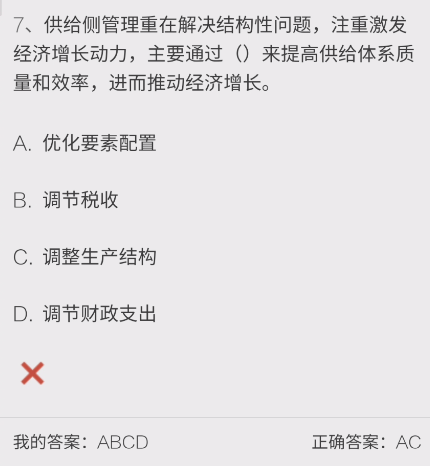 7、供给侧管理重在解决结构性问题，注重激发
经济增长动力，主要通过（）来提高供给体系质
量和效率，进而推动经济增长。
A. 优化要素配置
B. 调节税收
C. 调整生产结构
D. 调节财政支出
我的答案：ABCD 正确答案：AC